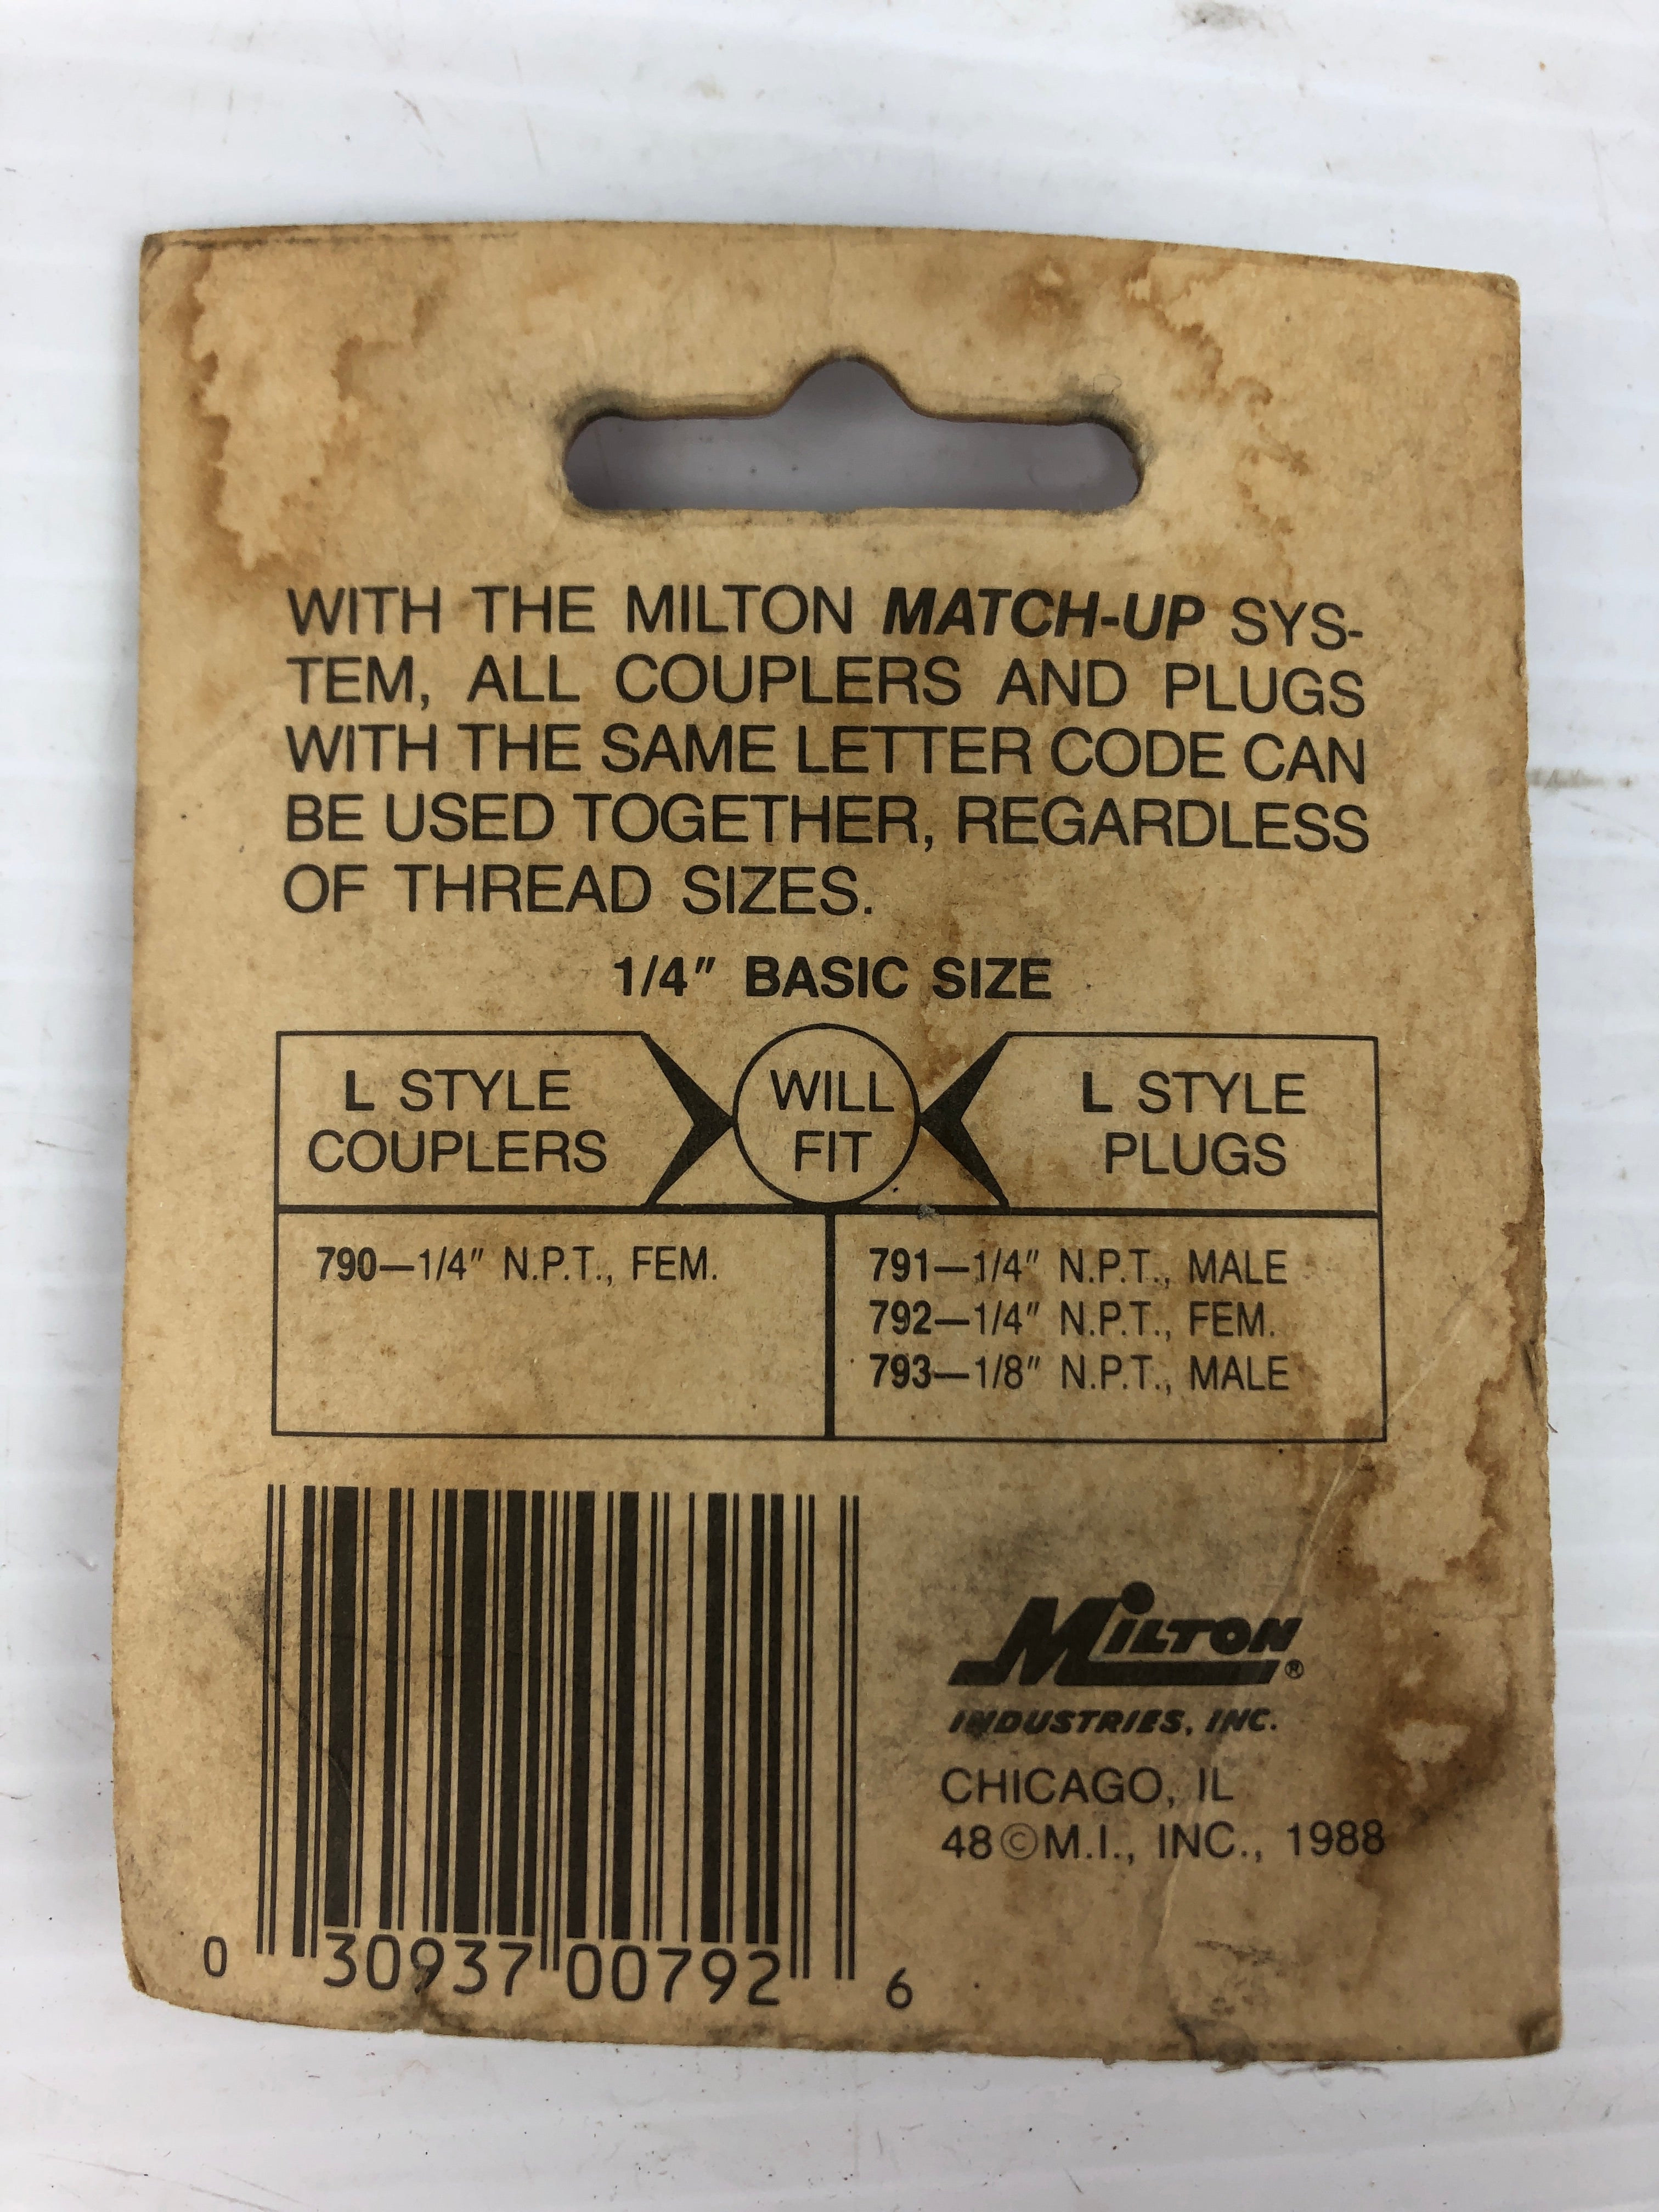 WITH THE MILTON MATCH-UP SYS-
TEM, ALL COUPLERS AND PLUGS
WITH THE SAME LETTER CODE CAN
BE USED TOGETHER, REGARDLESS
OF THREAD SIZES.
1/4" BASIC SIZE
L STYLE
COUPLERS
WILL
FIT
L STYLE
PLUGS
790—1/4" N.P.T., FEM.
791—1/4" N.P.T., MALE
792—1/4" N.P.T., FEM.
793—1/8" N.P.T., MALE
0 30937 00792 6
MILTON®
INDUSTRIES, INC.
CHICAGO, IL
48©M.I., INC., 1988